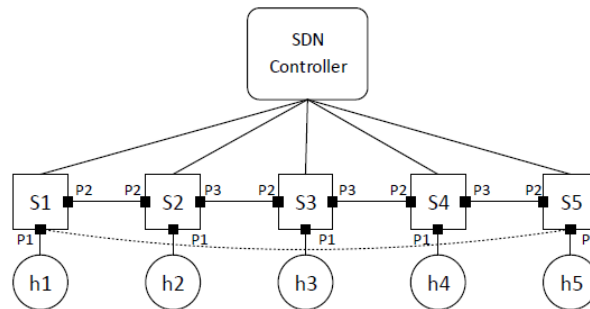 SDN
Controller
S1 P2 P2 S2 P3 P2 S3 P3 P2 S4 P3 P2 S5
P1 P1 P1 P1 P
h1 h2 h3 h4 h5